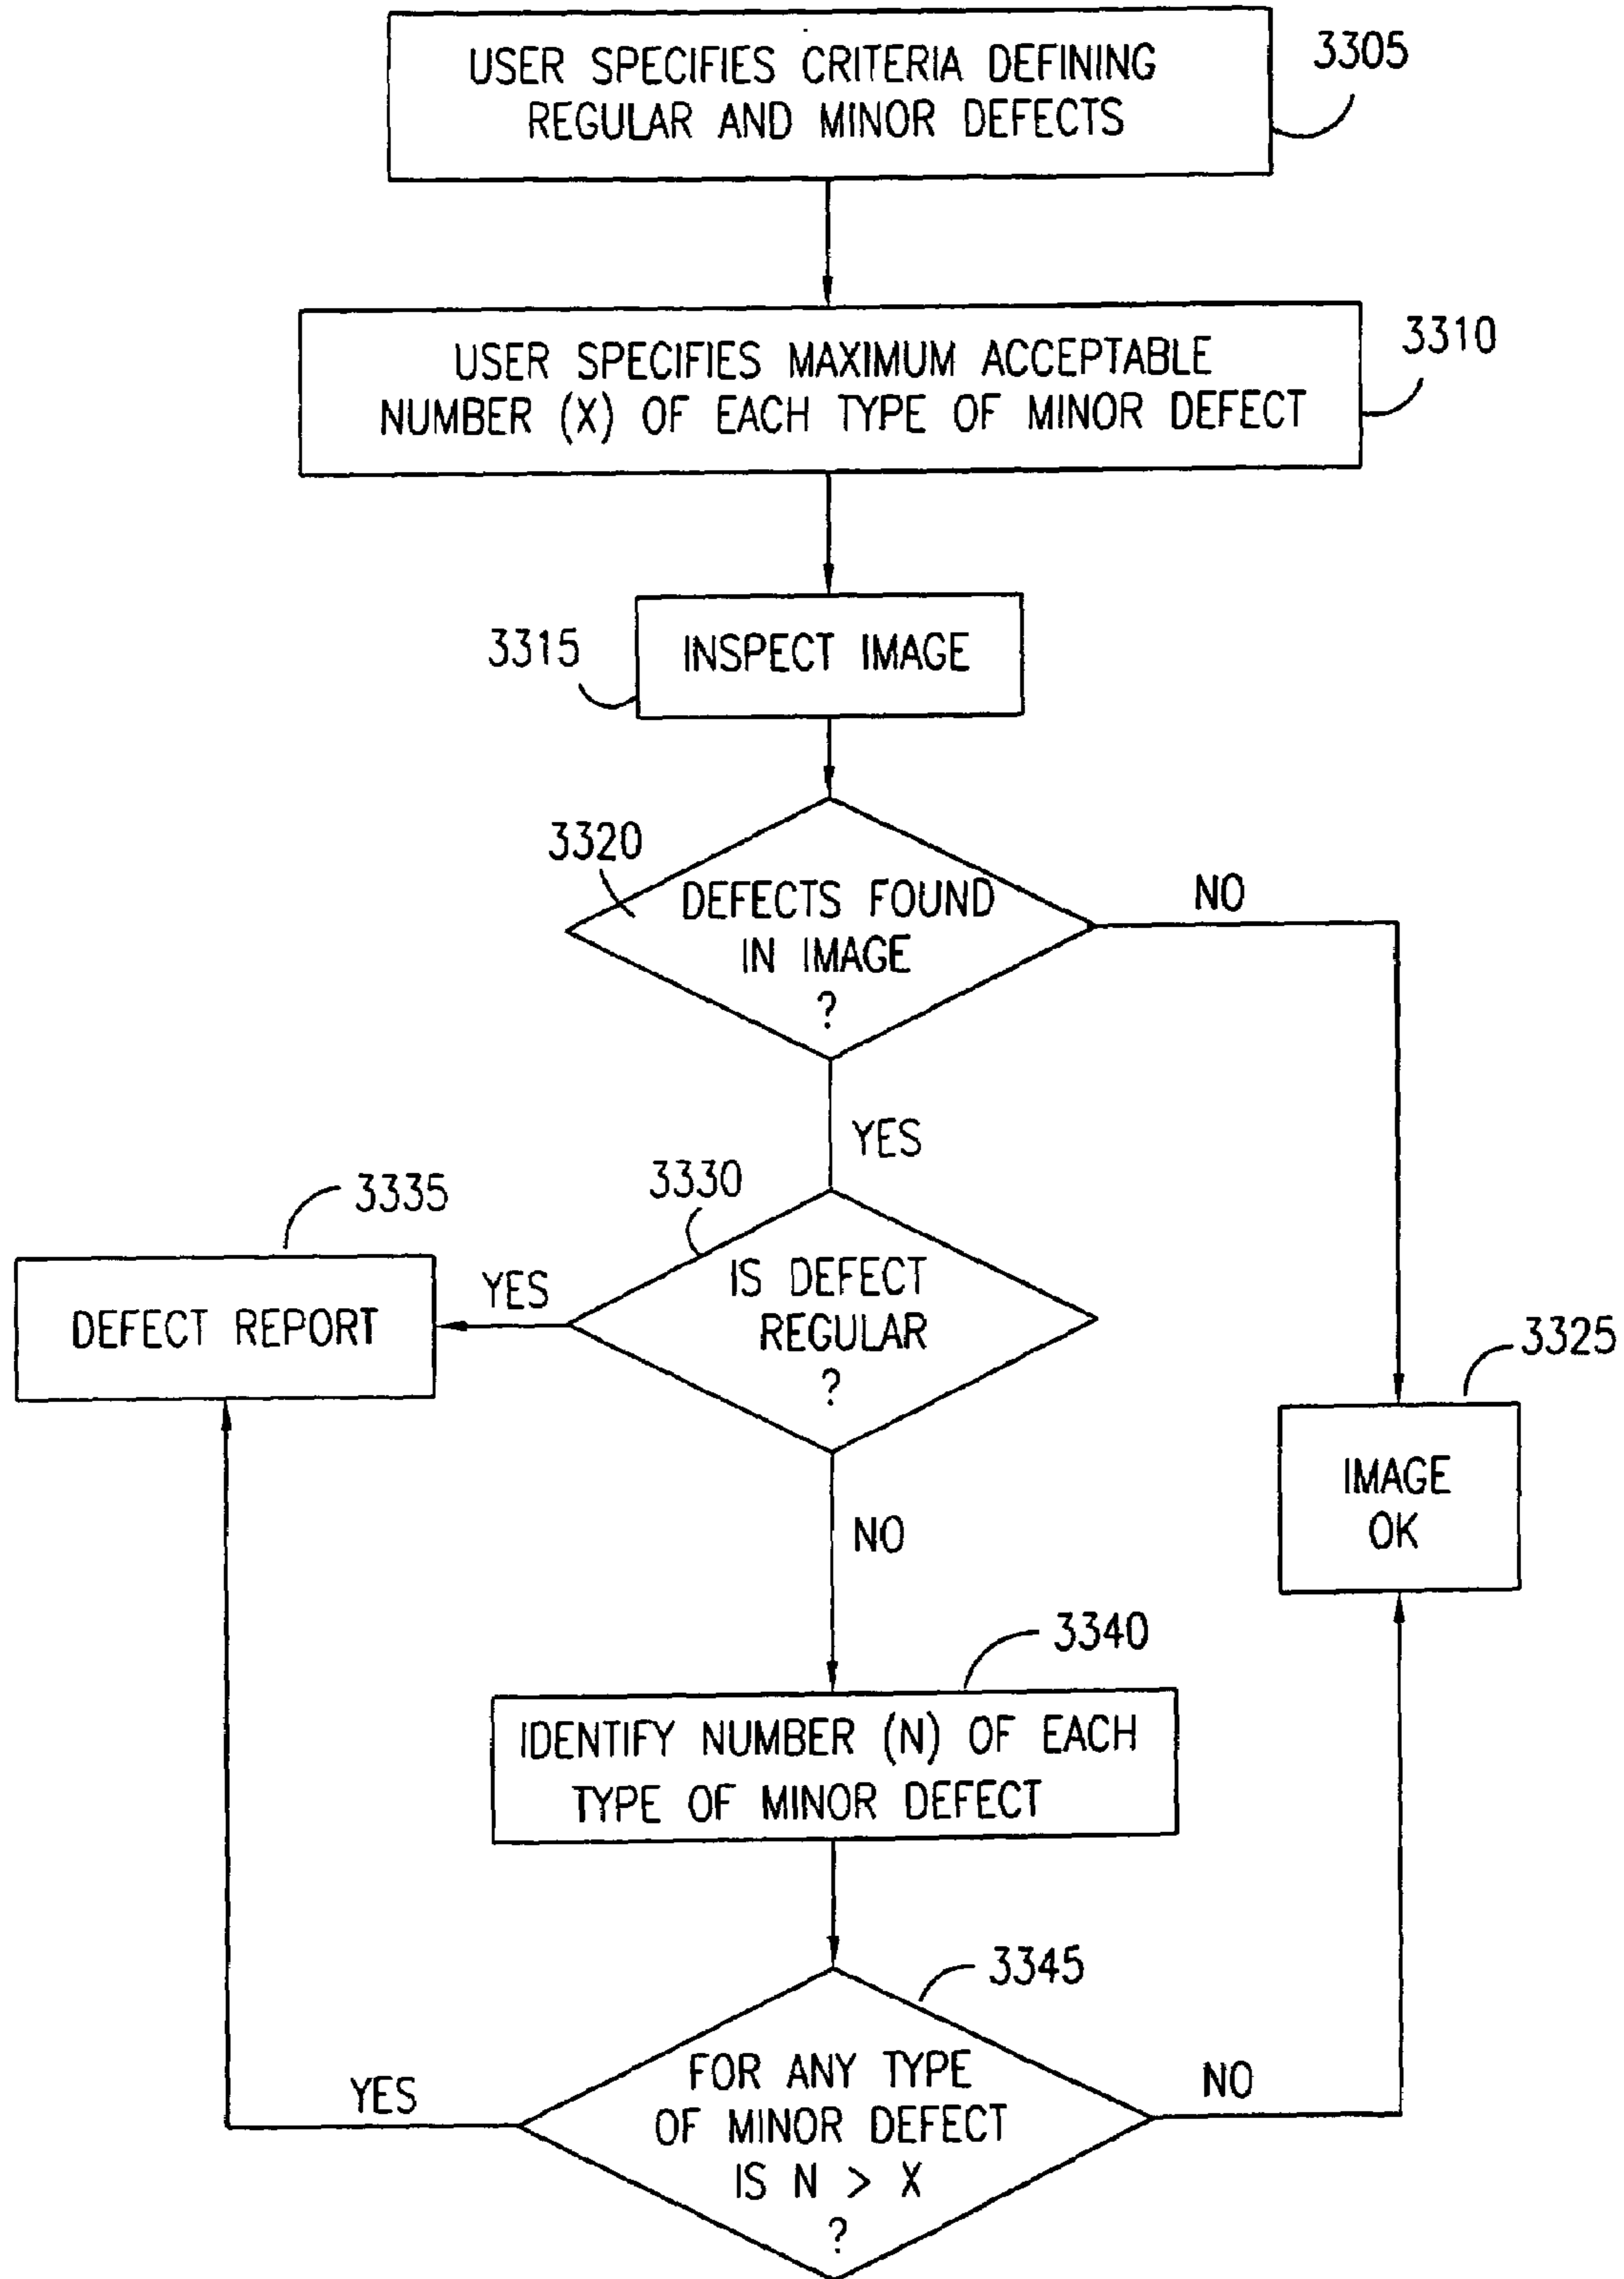 USER SPECIFIES CRITERIA DEFINING
REGULAR AND MINOR DEFECTS
3305
USER SPECIFIES MAXIMUM ACCEPTABLE
NUMBER (X) OF EACH TYPE OF MINOR DEFECT
3310
3315
INSPECT IMAGE
3320
DEFECTS FOUND
IN IMAGE
?
NO
YES
3330
3335
IS DEFECT
REGULAR
?
YES
DEFECT REPORT
3325
IMAGE
OK
NO
3340
IDENTIFY NUMBER (N) OF EACH
TYPE OF MINOR DEFECT
3345
FOR ANY TYPE
OF MINOR DEFECT
IS N > X
?
YES
NO